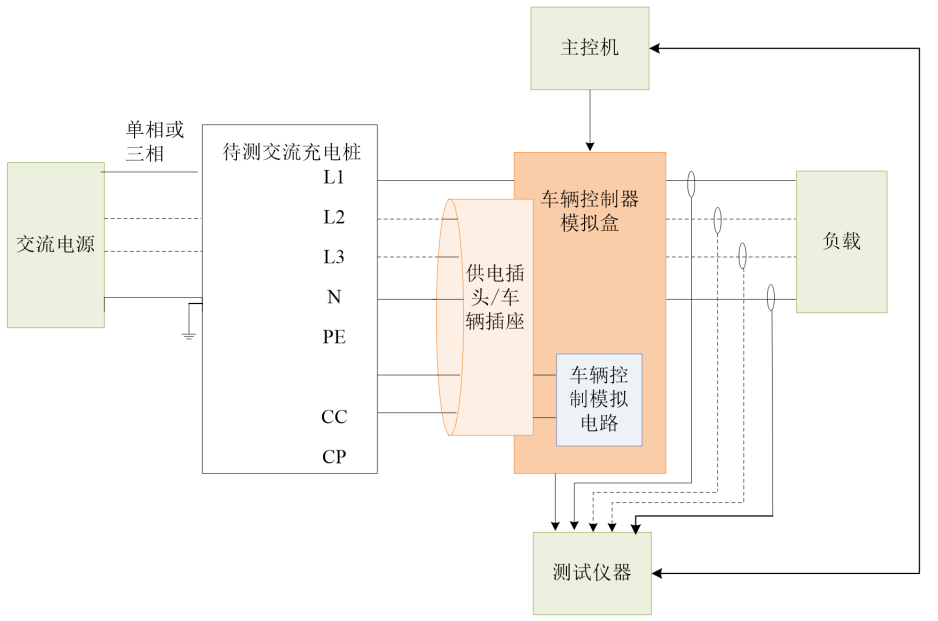 主控机
单相或
三相
待测交流充电桩
L1
L2
L3
N
PE
CC
CP
交流电源
供电插
头/车
辆插座
车辆控制器
模拟盒
车辆控
制模拟
电路
负载
测试仪器